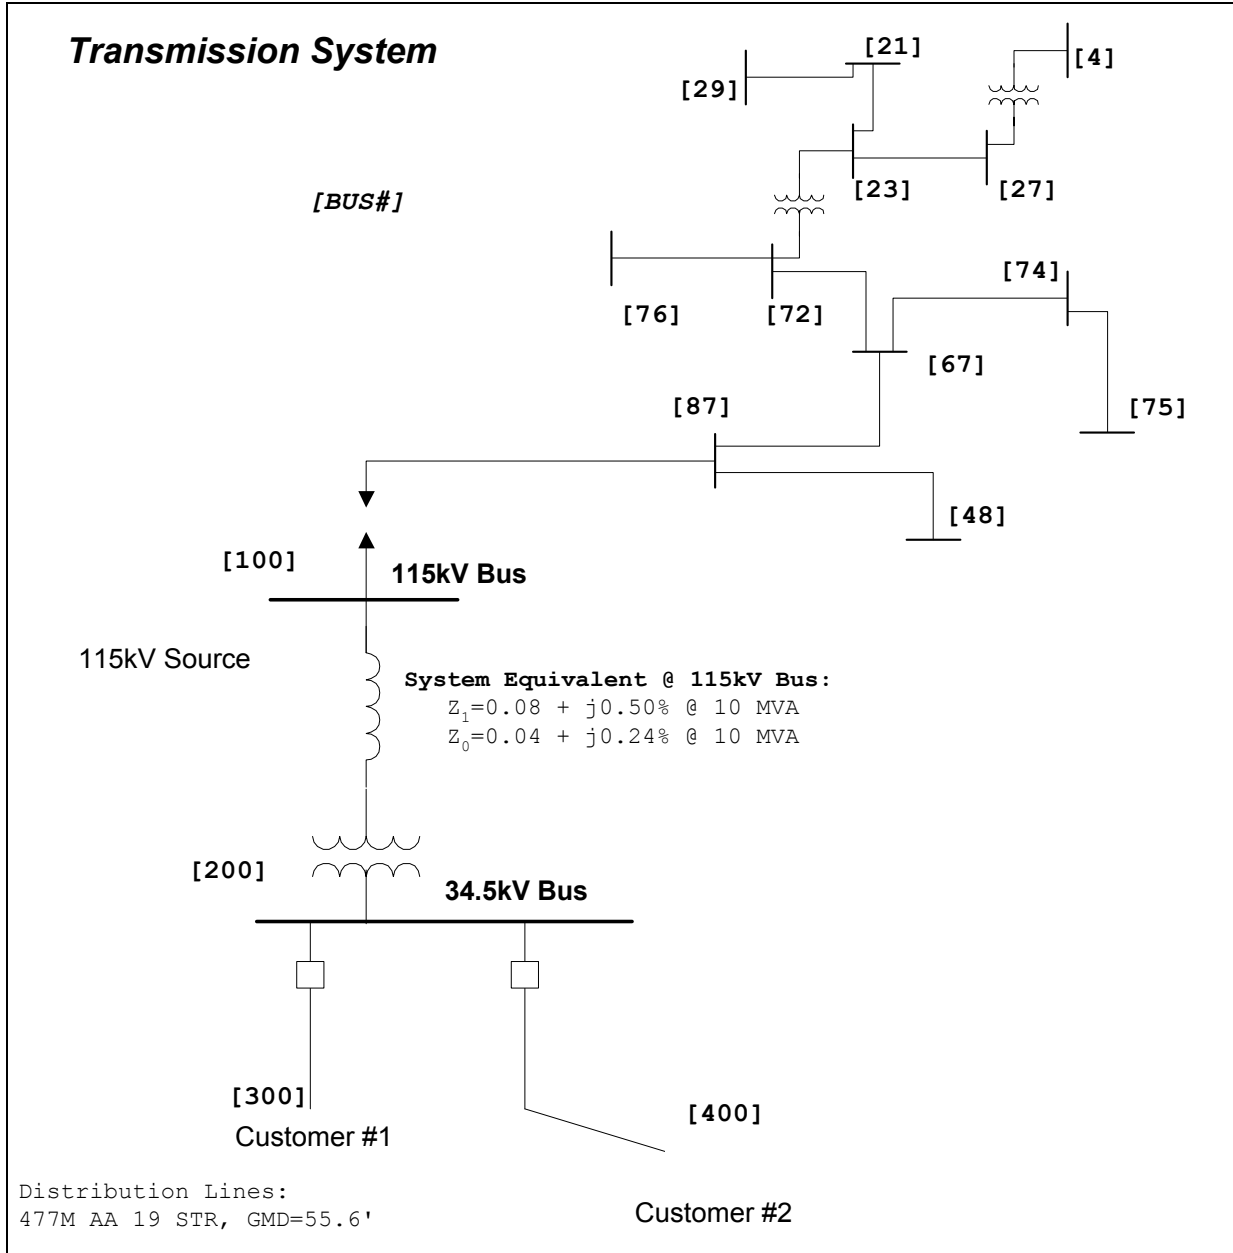 Transmission System
[21]
[4]
[29]
[23]
[27]
[BUS#]
[74]
[76]
[72]
[67]
[87]
[75]
[48]
[100]
115kV Bus
115kV Source
System Equivalent @ 115kV Bus:
Z1=0.08 + j0.50% @ 10 MVA
Z0=0.04 + j0.24% @ 10 MVA
[200]
34.5kV Bus
[300]
[400]
Customer #1
Distribution Lines:
477M AA 19 STR, GMD=55.6'
Customer #2